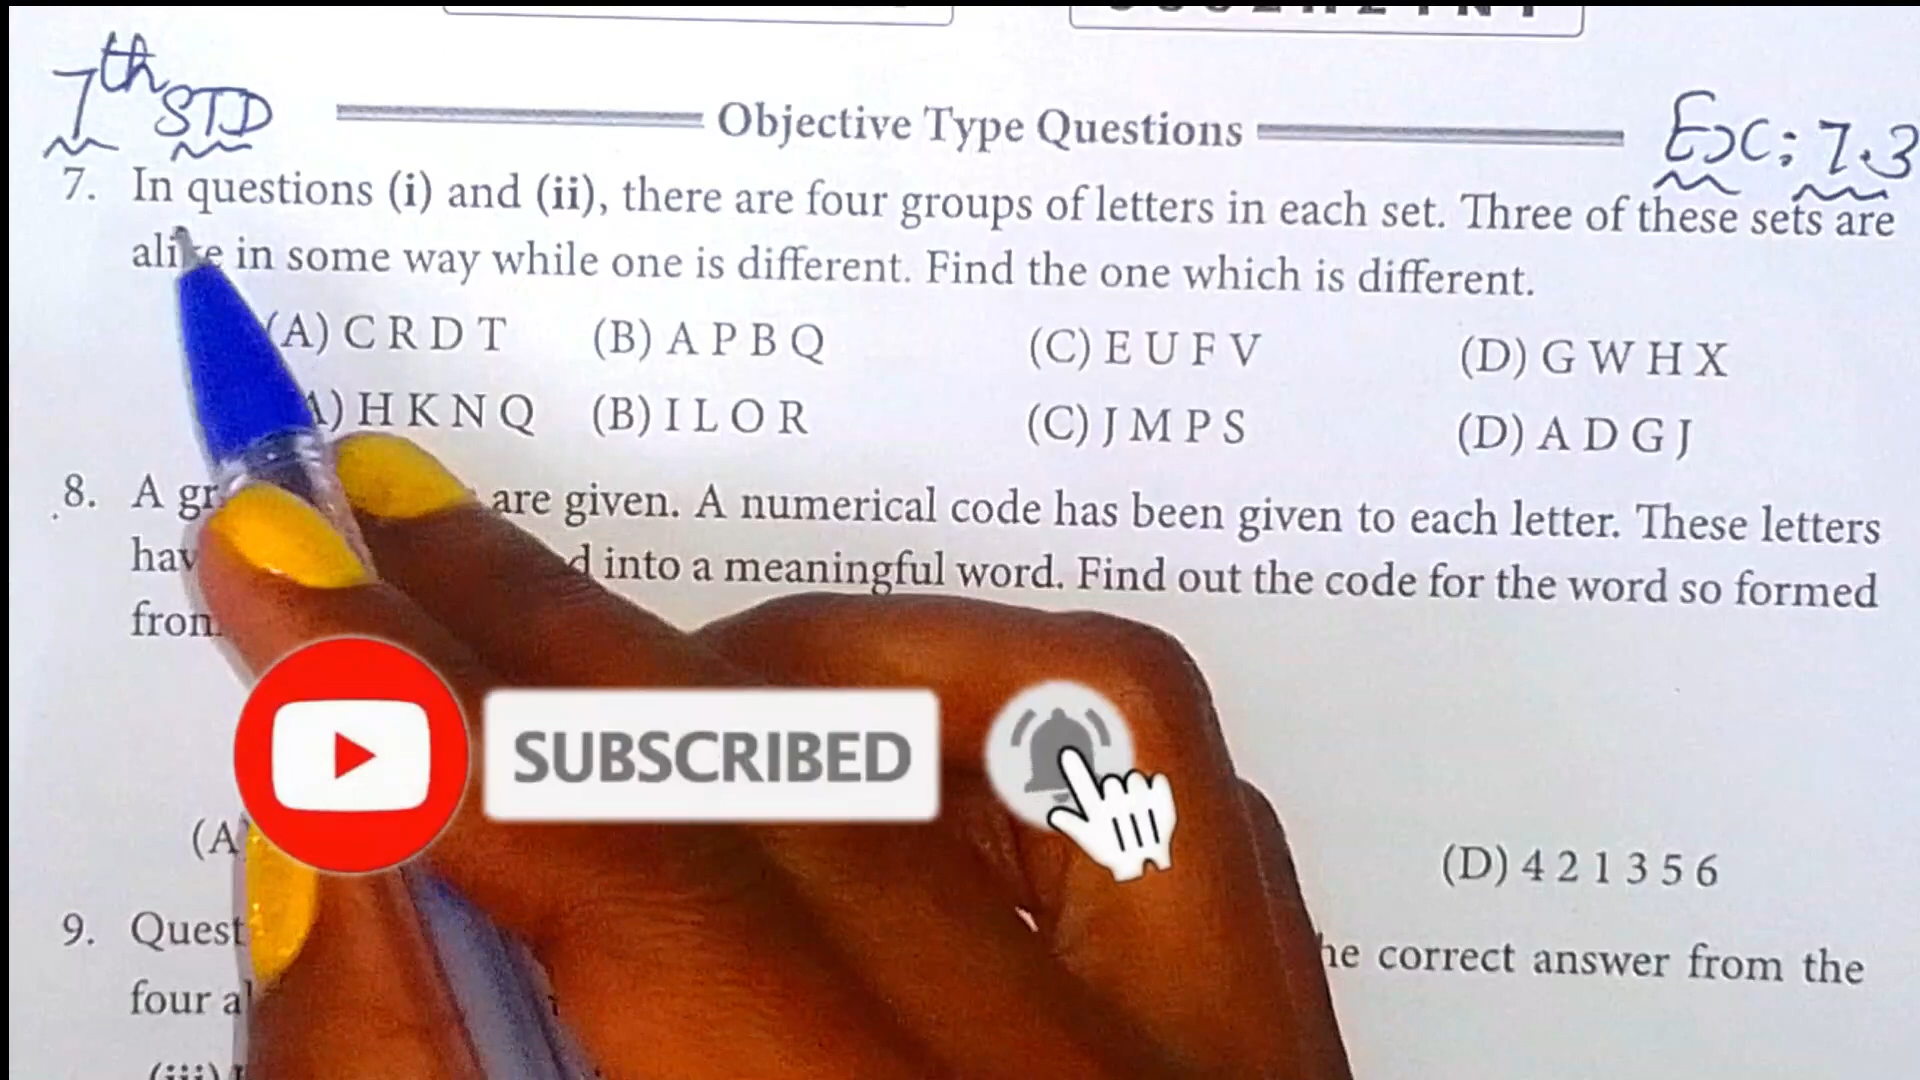 7th STD
Objective Type Questions
Ex: 7.3
7. In questions (i) and (ii), there are four groups of letters in each set. Three of these sets are
alike in some way while one is different. Find the one which is different.
(A) C R D T (B) A P B Q (C) E U F V (D) G W H X
A) H K N Q (B) I L O R (C) J M P S (D) A D G J
8. A are given. A numerical code has been given to each letter. These letters
into a meaningful word. Find out the code for the word so formed
SUBSCRIBED
(A (D) 4 2 1 3 5 6
9. correct answer from the
four